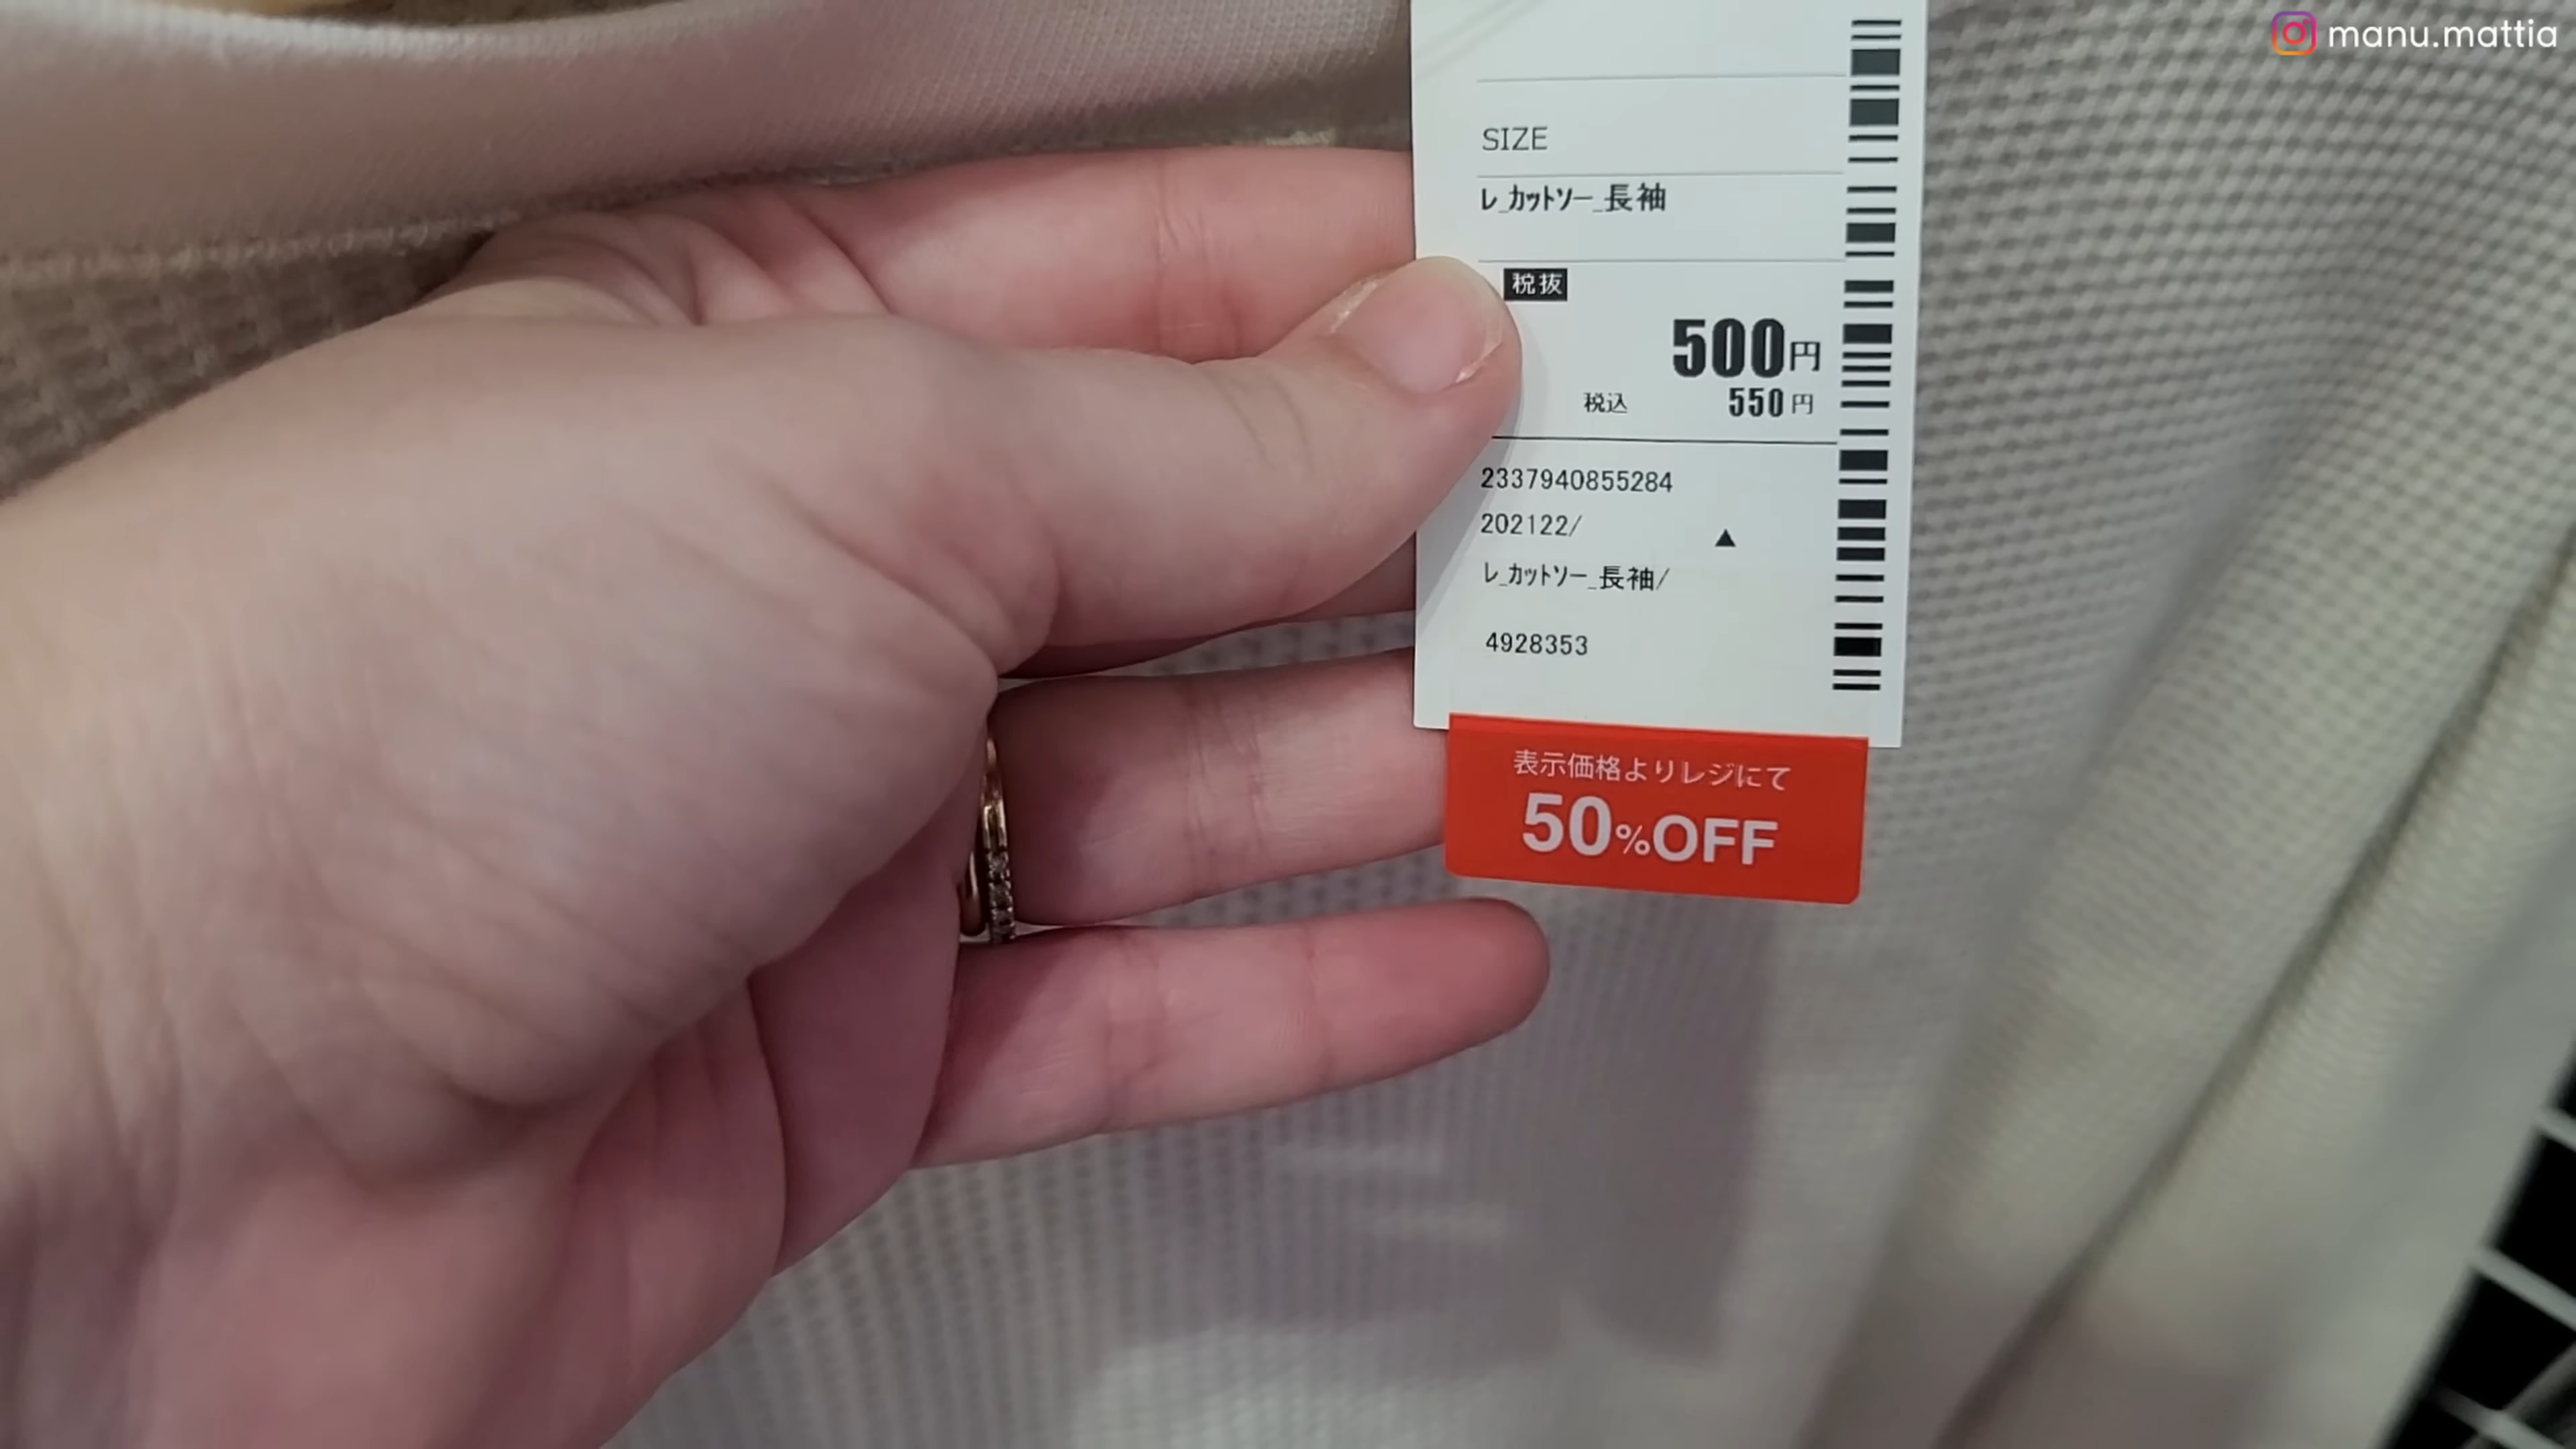 manu.mattia
SIZE
レ_カットソー_長袖
税抜
500円
税込 550円
2337940855284
202122/ ▲
レ_カットソー_長袖/
4928353
表示価格よりレジにて
50%OFF